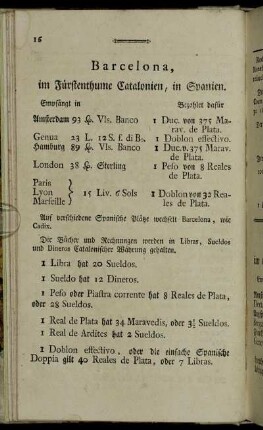 16
Barcelona,
im Fürstenthume Catalonien, in Spanien.
Empfängt in Bezahlet dafür
Amsterdam 93 Vls. Banco 1 Duc. von 375 Ma-
rav. de Plata.
Genua 23 L. 12 S. f. di Bo. 1 Doblon effectivo.
Hamburg 89 Vls. Banco 1 Duc. v. 375 Marav.
de Plata.
London 38 Sterling 1 Peso von 8 Reales
de Plata.
Paris
Lyon 15 Liv. 6 Sols 1 Doblon von 32 Rea-
Marseille les de Plata.
Auf verschiedene Spanische Plätze wechselt Barcelona, wie
Cadix.
Die Bücher und Rechnungen werden in Libras, Sueldos
und Dineros Catalonischer Währung gehalten.
1 Libra hat 20 Sueldos.
1 Sueldo hat 12 Dineros.
1 Peso oder Piastra corrente hat 8 Reales de Plata,
oder 28 Sueldos.
1 Real de Plata hat 34 Maravedis, oder 3½ Sueldos.
1 Real de Ardites hat 2 Sueldos.
1 Doblon effectivo, oder die einfache Spanische
Doppia gilt 40 Reales de Plata, oder 7 Libras.